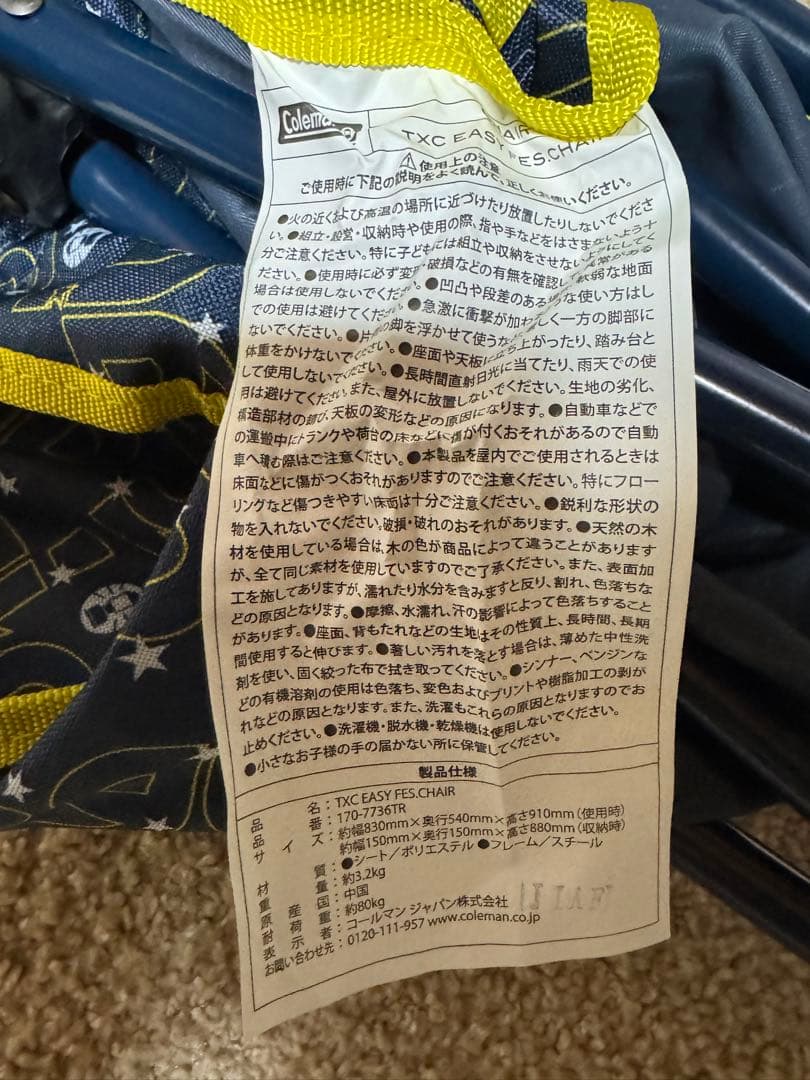 Coleman
TXC EASY FES.CHAIR
⚠使用上の注意
ご使用時に下記の説明をよく読んで、正しくお使いください。
●火の近くおよび高温の場所に近づけたり放置したりしないでくださ
い。●組立・設営・収納時や使用の際、指や手などをはさまないよう十
分ご注意ください。特に子どもには組立や収納をさせないようにしてく
ださい。●使用時に必ず変形・破損などの有無を確認し
場合は使用しないでください。●凹凸や段差のある 軟弱な地面
での使用は避けてください。●急激に衝撃が加わ な使い方はし
ないでください。●片 の脚を浮かせて使う しく一方の脚部に
体重をかけないでください。●座面や天板に立ち上がったり、踏み台と
して使用しないでください。●長時間直射日光に当てたり、雨天での使
用は避けてください。また、屋外に放置しないでください。生地の劣化、
構造部材の錆び、天板の変形などの原因になります。●自動車などで
の運搬中にトランクや荷台の床などに傷が付くおそれがあるので自動
車へ積む際はご注意ください。●本製品を屋内でご使用されるときは
床面などに傷がつくおそれがありますのでご注意ください。特にフロー
リングなど傷つきやすい床面は十分ご注意ください。●鋭利な形状の
物を入れないでください。破損・破れのおそれがあります。●天然の木
材を使用している場合は、木の色が商品によって違うことがあります
が、全て同じ素材を使用していますのでご了承ください。また、表面加
工を施してありますが、濡れたり水分を含みますと反り、割れ、色落ちな
どの原因となります。●摩擦、水濡れ、汗の影響によって色落ちすること
があります。●座面、背もたれなどの生地はその性質上、長時間、長期
間使用すると伸びます。●著しい汚れを落とす場合は、薄めた中性洗
剤を使い、固く絞った布で拭き取ってください。●シンナー、ベンジンな
どの有機溶剤の使用は色落ち、変色およびプリントや樹脂加工の剥が
れなどの原因となります。また、洗濯もこれらの原因となりますのでお
止めください。●洗濯機・脱水機・乾燥機は使用しないでください。
●小さなお子様の手の届かない所に保管してください。
製品仕様
品名：TXC EASY FES.CHAIR
品番：170-7736TR
サイズ：約幅830mm×奥行540mm×高さ910mm（使用時）
約幅150mm×奥行150mm×高さ880mm（収納時）
材質：●シート／ポリエステル ●フレーム／スチール
重量：約3.2kg
原産国：中国
耐荷重：約80kg
表示者：コールマン ジャパン株式会社
お問い合わせ先：0120-111-957 www.coleman.co.jp